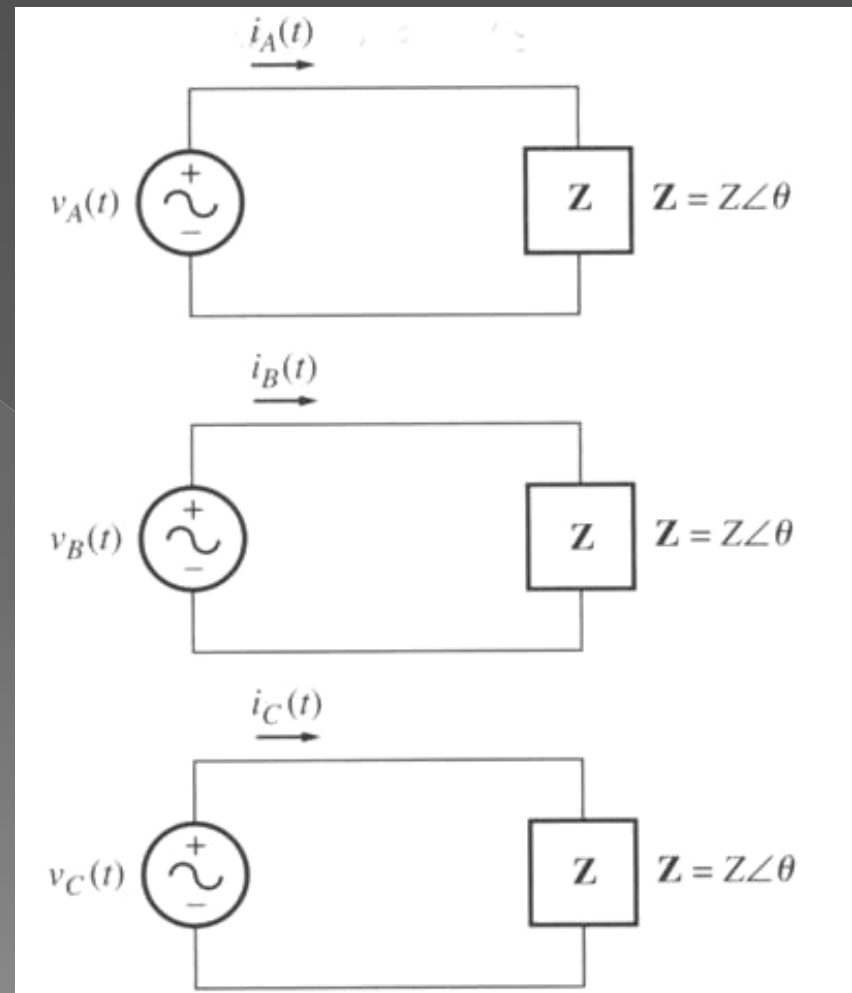 i_A(t)
+
v_A(t)
Z
Z = Z∠θ
−
i_B(t)
+
v_B(t)
Z
Z = Z∠θ
−
i_C(t)
+
v_C(t)
Z
Z = Z∠θ
−